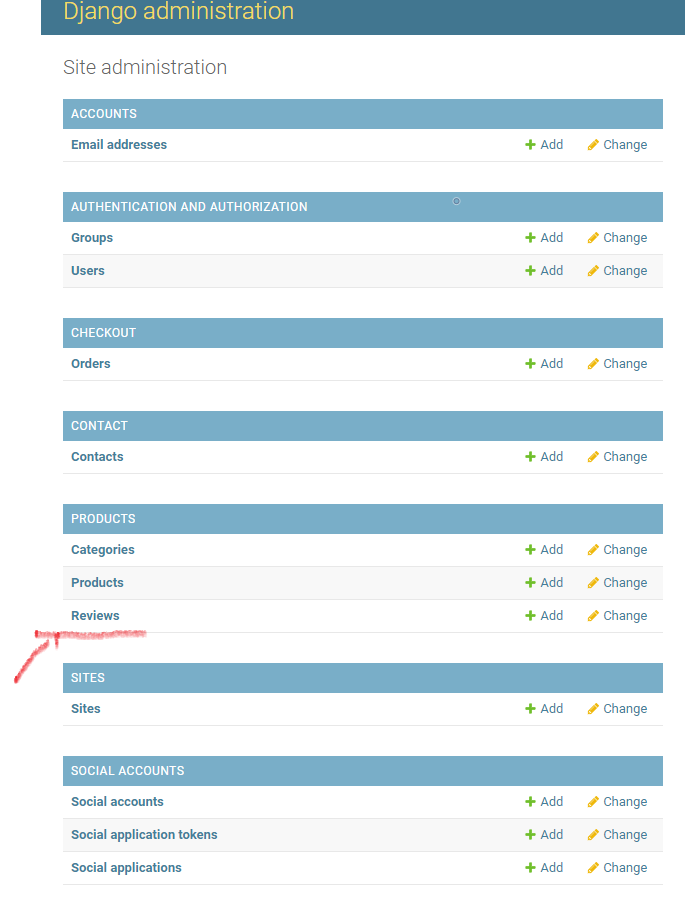 Django administration
Site administration
ACCOUNTS
Email addresses Add Change
AUTHENTICATION AND AUTHORIZATION
Groups Add Change
Users Add Change
CHECKOUT
Orders Add Change
CONTACT
Contacts Add Change
PRODUCTS
Categories Add Change
Products Add Change
Reviews Add Change
SITES
Sites Add Change
SOCIAL ACCOUNTS
Social accounts Add Change
Social application tokens Add Change
Social applications Add Change